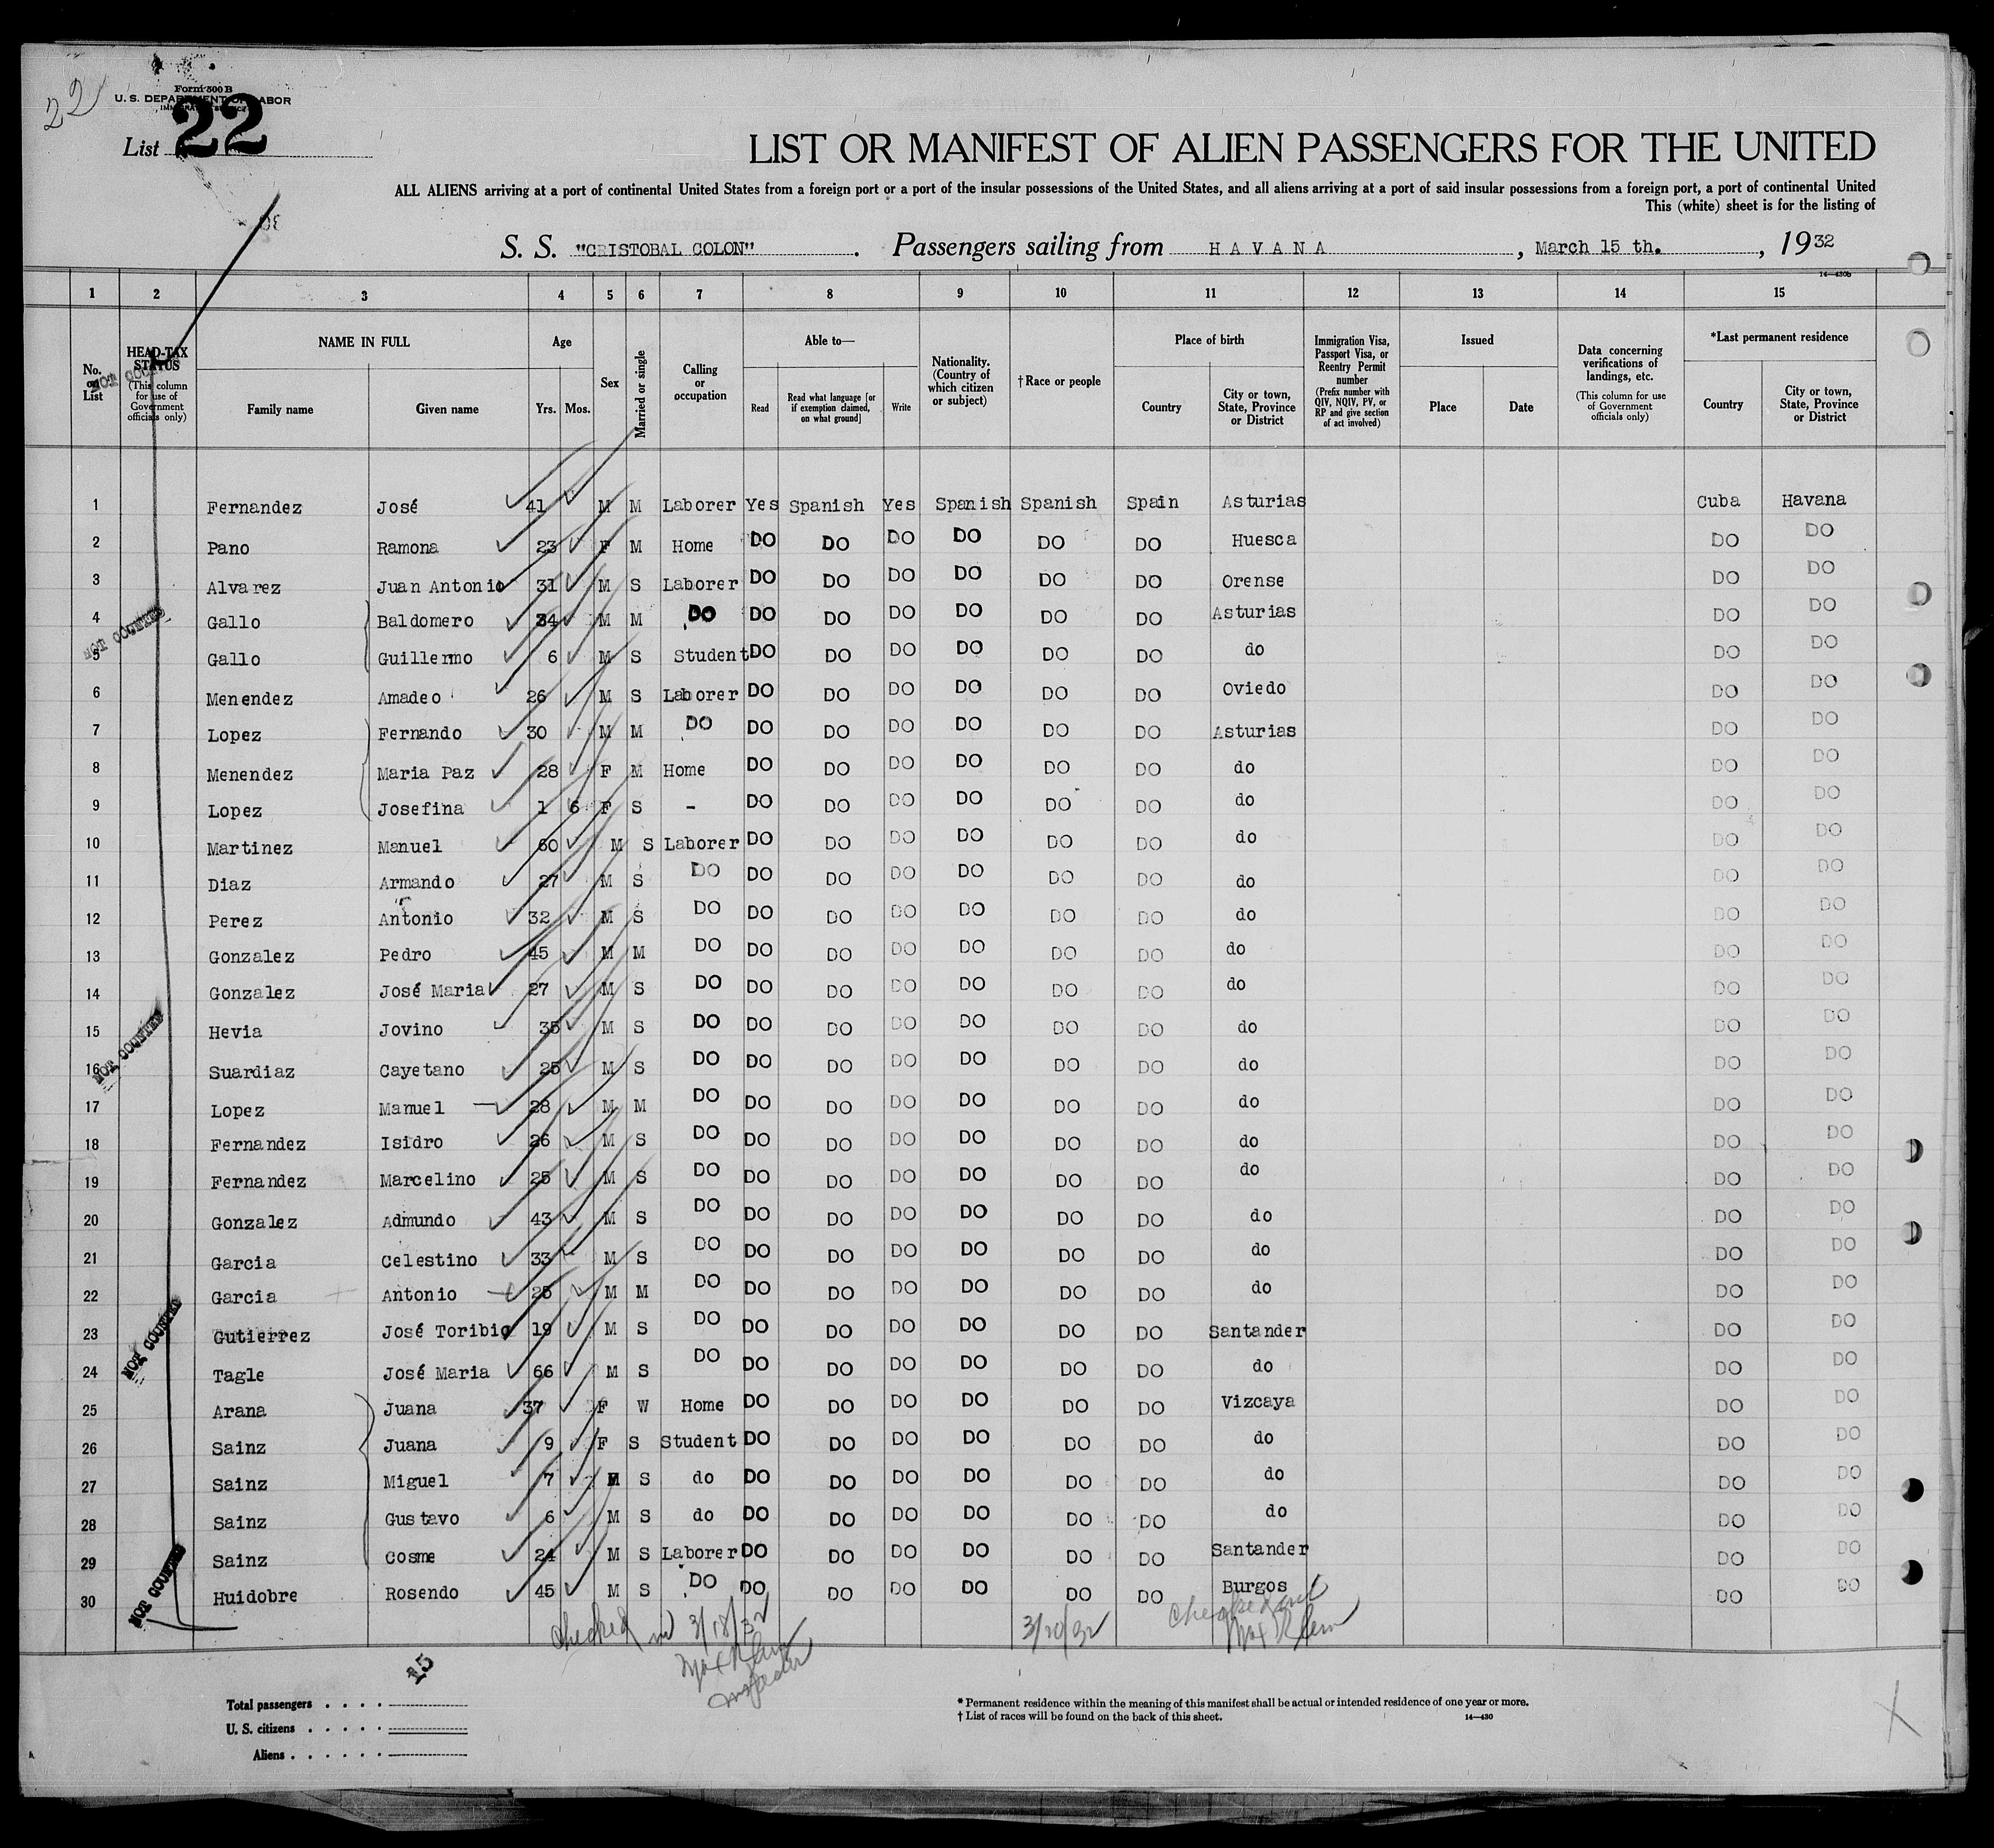 22
Form 500 B
U. S. DEPARTMENT OF LABOR
List 22
LIST OR MANIFEST OF ALIEN PASSENGERS FOR THE UNITED
ALL ALIENS arriving at a port of continental United States from a foreign port or a port of the insular possessions of the United States, and all aliens arriving at a port of said insular possessions from a foreign port, a port of continental United
This (white) sheet is for the listing of
S. S. "CRISTOBAL COLON". Passengers sailing from HAVANA, March 15 th., 1932
14—430b
1 2 3 4 5 6 7 8 9 10 11 12 13 14 15
No. on List
HEAD-TAX STATUS (This column for use of Government officials only)
NAME IN FULL Family name Given name
Age Yrs. Mos.
Sex
Married or single
Calling or occupation
Able to— Read Read what language [or if exemption claimed, on what ground] Write
Nationality. (Country of which citizen or subject)
† Race or people
Place of birth Country City or town, State, Province or District
Immigration Visa, Passport Visa, or Reentry Permit number (Prefix number with QIV, NQIV, PV, or RP and give section of act involved)
Issued Place Date
Data concerning verifications of landings, etc. (This column for use of Government officials only)
*Last permanent residence Country City or town, State, Province or District
1 Fernandez José 41 M M Laborer Yes Spanish Yes Spanish Spanish Spain Asturias Cuba Havana
2 Pano Ramona 23 F M Home DO DO DO DO DO DO Huesca DO DO
3 Alvarez Juan Antonio 31 M S Laborer DO DO DO DO DO DO Orense DO DO
4 Gallo Baldomero 34 M M DO DO DO DO DO DO DO Asturias DO DO
5 Gallo Guillermo 6 M S Student DO DO DO DO DO DO do DO DO
6 Menendez Amadeo 26 M S Laborer DO DO DO DO DO DO Oviedo DO DO
7 Lopez Fernando 30 M M DO DO DO DO DO DO DO Asturias DO DO
8 Menendez Maria Paz 28 F M Home DO DO DO DO DO DO do DO DO
9 Lopez Josefina 1 6 F S - DO DO DO DO DO DO do DO DO
10 Martinez Manuel 60 M S Laborer DO DO DO DO DO DO do DO DO
11 Diaz Armando 27 M S DO DO DO DO DO DO DO do DO DO
12 Perez Antonio 32 M S DO DO DO DO DO DO DO do DO DO
13 Gonzalez Pedro 45 M M DO DO DO DO DO DO DO do DO DO
14 Gonzalez José Maria 27 M S DO DO DO DO DO DO DO do DO DO
15 Hevia Jovino 35 M S DO DO DO DO DO DO DO do DO DO
16 Suardiaz Cayetano 25 M S DO DO DO DO DO DO DO do DO DO
17 Lopez Manuel 28 M M DO DO DO DO DO DO DO do DO DO
18 Fernandez Isidro 26 M S DO DO DO DO DO DO DO do DO DO
19 Fernandez Marcelino 25 M S DO DO DO DO DO DO DO do DO DO
20 Gonzalez Admundo 43 M S DO DO DO DO DO DO DO do DO DO
21 Garcia Celestino 33 M S DO DO DO DO DO DO DO do DO DO
22 Garcia Antonio 25 M M DO DO DO DO DO DO DO do DO DO
23 Gutierrez José Toribio 19 M S DO DO DO DO DO DO DO Santander DO DO
24 Tagle José Maria 66 M S DO DO DO DO DO DO DO do DO DO
25 Arana Juana 37 F W Home DO DO DO DO DO DO Vizcaya DO DO
26 Sainz Juana 9 F S Student DO DO DO DO DO DO do DO DO
27 Sainz Miguel 7 M S do DO DO DO DO DO DO do DO DO
28 Sainz Gustavo 6 M S do DO DO DO DO DO DO do DO DO
29 Sainz Cosme 24 M S Laborer DO DO DO DO DO DO Santander DO DO
30 Huidobre Rosendo 45 M S DO DO DO DO DO DO DO Burgos DO DO
NOT COUNTED
NOT COUNTED
NOT COUNTED
NOT COUNTED
NOT COUNTED
Checked in 3/18/32
Max
Inspector
3/20/32 Checked out
Max
15
Total passengers
U. S. citizens
Aliens
* Permanent residence within the meaning of this manifest shall be actual or intended residence of one year or more.
† List of races will be found on the back of this sheet.
14—430